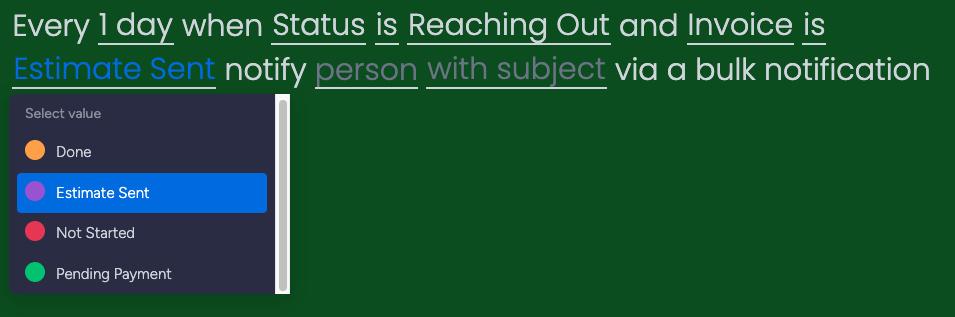 Every 1 day when Status is Reaching Out and Invoice is
Estimate Sent notify person with subject via a bulk notification
Select value
Done
Estimate Sent
Not Started
Pending Payment